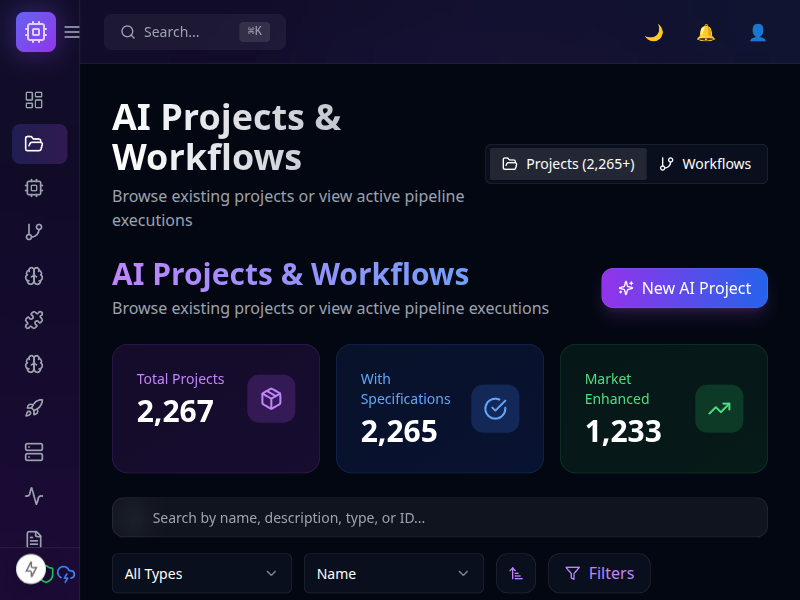 Search...
⌘K
AI Projects &
Workflows
Browse existing projects or view active pipeline
executions
Projects (2,265+)
Workflows
AI Projects & Workflows
Browse existing projects or view active pipeline executions
New AI Project
Total Projects
2,267
With
Specifications
2,265
Market
Enhanced
1,233
Search by name, description, type, or ID...
All Types
Name
Filters